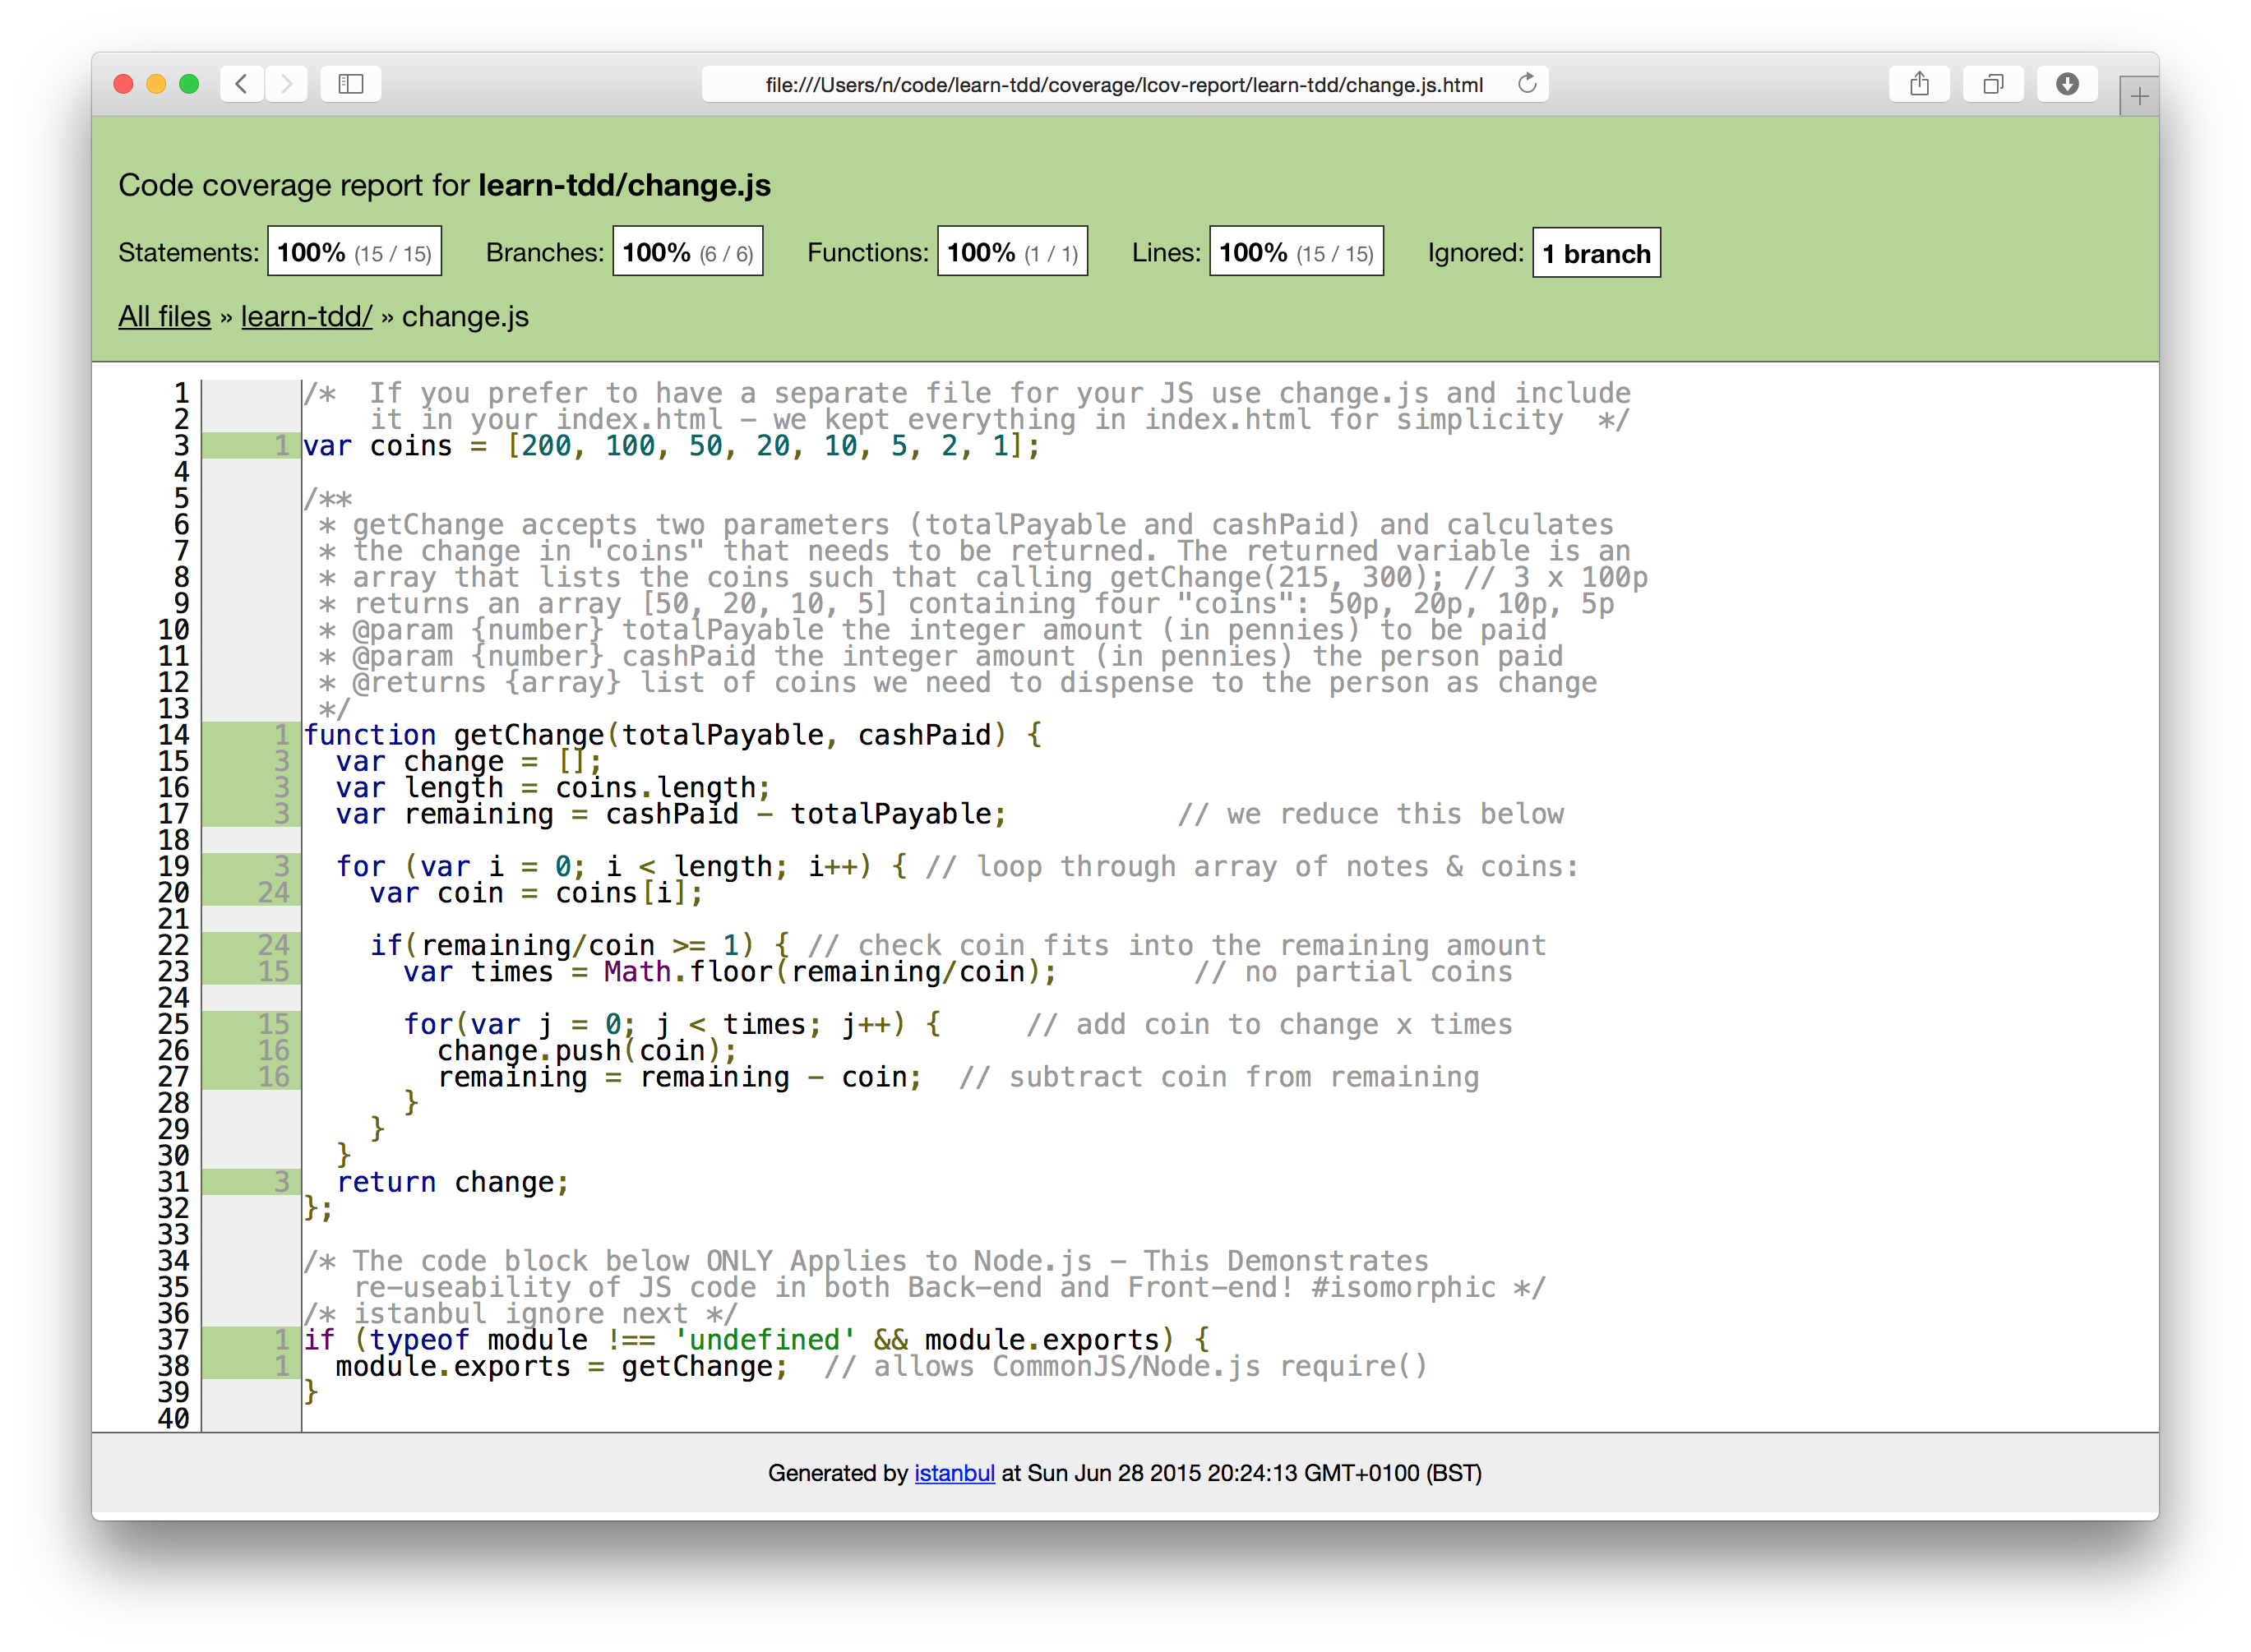 file:///Users/n/code/learn-tdd/coverage/lcov-report/learn-tdd/change.js.html
Code coverage report for learn-tdd/change.js
Statements: 100% (15 / 15) Branches: 100% (6 / 6) Functions: 100% (1 / 1) Lines: 100% (15 / 15) Ignored: 1 branch
All files » learn-tdd/ » change.js
1 /*  If you prefer to have a separate file for your JS use change.js and include
2     it in your index.html - we kept everything in index.html for simplicity  */
3 1 var coins = [200, 100, 50, 20, 10, 5, 2, 1];
4
5 /**
6  * getChange accepts two parameters (totalPayable and cashPaid) and calculates
7  * the change in "coins" that needs to be returned. The returned variable is an
8  * array that lists the coins such that calling getChange(215, 300); // 3 x 100p
9  * returns an array [50, 20, 10, 5] containing four "coins": 50p, 20p, 10p, 5p
10  * @param {number} totalPayable the integer amount (in pennies) to be paid
11  * @param {number} cashPaid the integer amount (in pennies) the person paid
12  * @returns {array} list of coins we need to dispense to the person as change
13  */
14 1 function getChange(totalPayable, cashPaid) {
15 3   var change = [];
16 3   var length = coins.length;
17 3   var remaining = cashPaid - totalPayable;          // we reduce this below
18
19 3   for (var i = 0; i < length; i++) { // loop through array of notes & coins:
20 24     var coin = coins[i];
21
22 24     if(remaining/coin >= 1) { // check coin fits into the remaining amount
23 15       var times = Math.floor(remaining/coin);        // no partial coins
24
25 15       for(var j = 0; j < times; j++) {     // add coin to change x times
26 16         change.push(coin);
27 16         remaining = remaining - coin;  // subtract coin from remaining
28       }
29     }
30   }
31 3   return change;
32 };
33
34 /* The code block below ONLY Applies to Node.js - This Demonstrates
35    re-useability of JS code in both Back-end and Front-end! #isomorphic */
36 /* istanbul ignore next */
37 1 if (typeof module !== 'undefined' && module.exports) {
38 1   module.exports = getChange;  // allows CommonJS/Node.js require()
39 }
40
Generated by istanbul at Sun Jun 28 2015 20:24:13 GMT+0100 (BST)